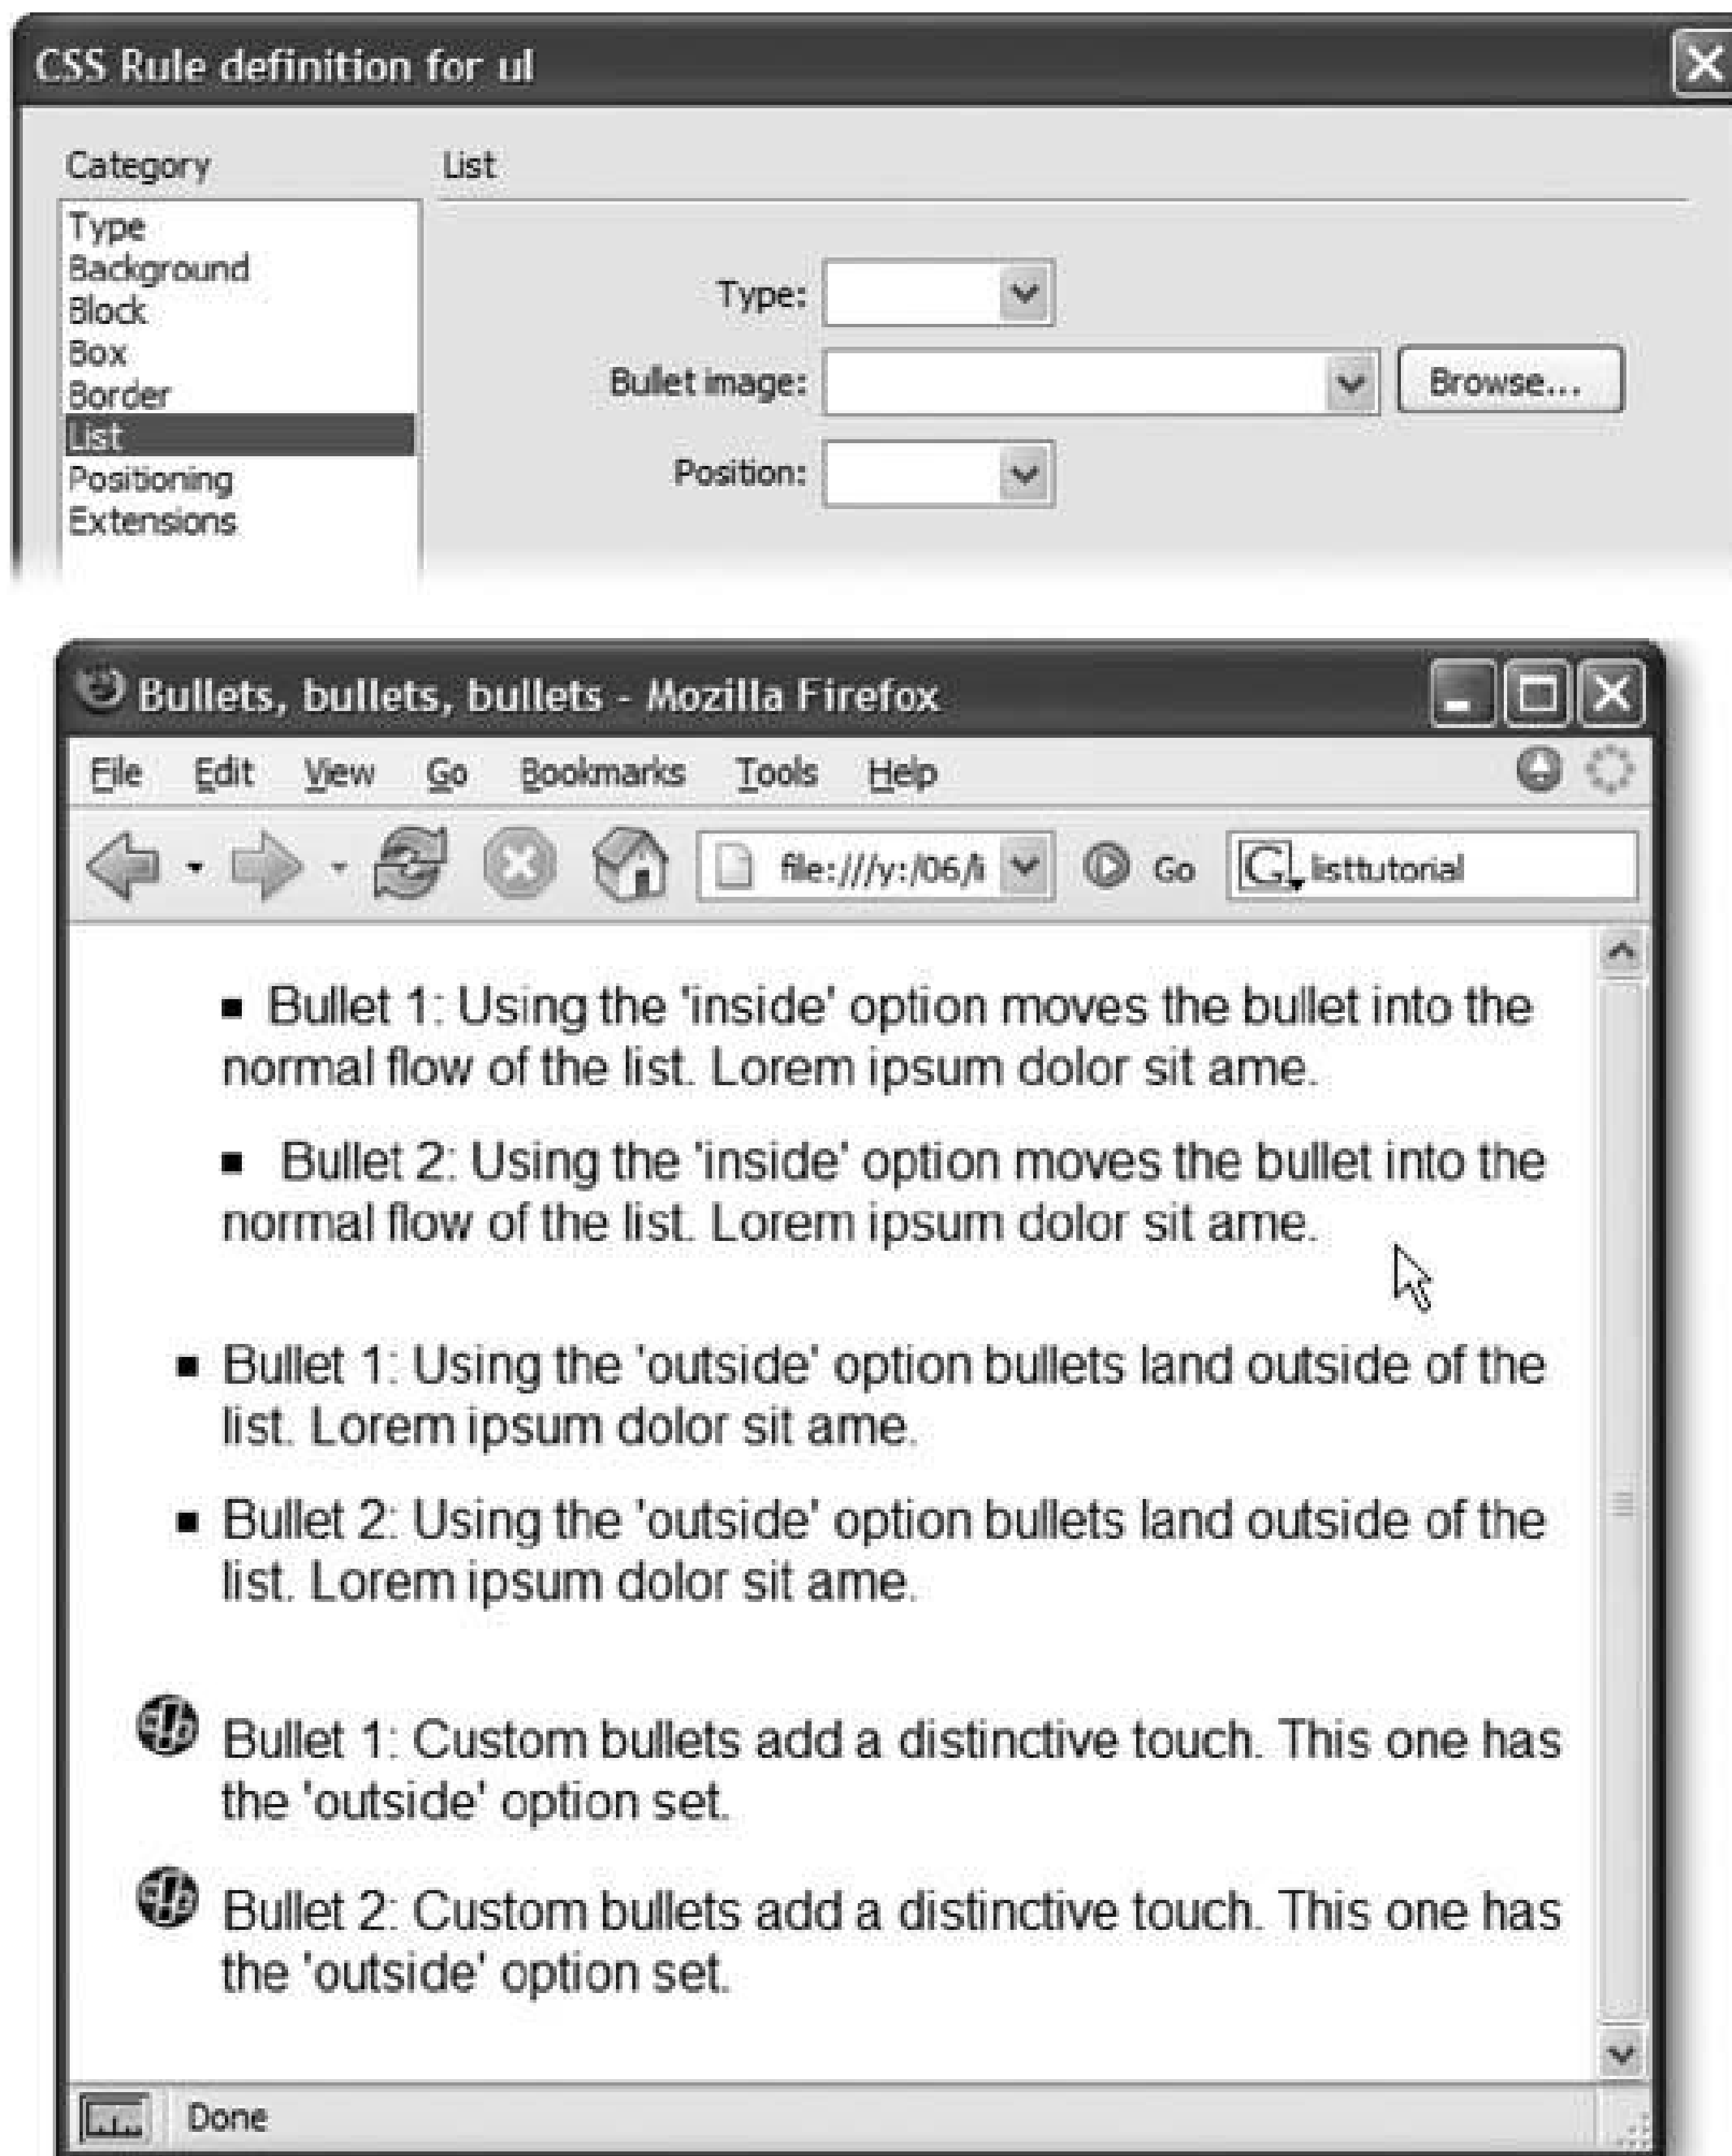 CSS Rule definition for ul
Category
List
Type
Background
Block
Box
Border
List
Positioning
Extensions
Type:
Bullet image:
Browse...
Position:
Bullets, bullets, bullets - Mozilla Firefox
File Edit View Go Bookmarks Tools Help
file:///y:/06/li Go G listtutorial
Bullet 1: Using the 'inside' option moves the bullet into the
normal flow of the list. Lorem ipsum dolor sit ame.
Bullet 2: Using the 'inside' option moves the bullet into the
normal flow of the list. Lorem ipsum dolor sit ame.
Bullet 1: Using the 'outside' option bullets land outside of the
list. Lorem ipsum dolor sit ame.
Bullet 2: Using the 'outside' option bullets land outside of the
list. Lorem ipsum dolor sit ame.
Bullet 1: Custom bullets add a distinctive touch. This one has
the 'outside' option set.
Bullet 2: Custom bullets add a distinctive touch. This one has
the 'outside' option set.
Done